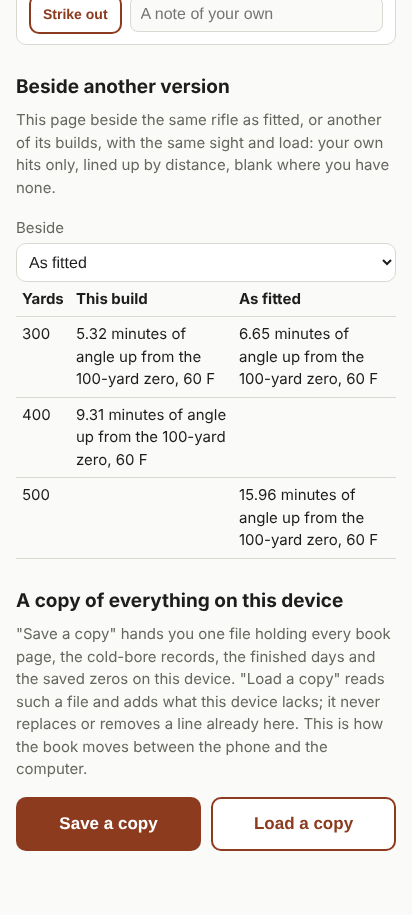 Strike out
A note of your own
Beside another version
This page beside the same rifle as fitted, or another
of its builds, with the same sight and load: your own
hits only, lined up by distance, blank where you have
none.
Beside
As fitted
Yards This build As fitted
300 5.32 minutes of 6.65 minutes of
angle up from the angle up from the
100-yard zero, 60 F 100-yard zero, 60 F
400 9.31 minutes of angle
up from the 100-yard
zero, 60 F
500 15.96 minutes of
angle up from the
100-yard zero, 60 F
A copy of everything on this device
"Save a copy" hands you one file holding every book
page, the cold-bore records, the finished days and
the saved zeros on this device. "Load a copy" reads
such a file and adds what this device lacks; it never
replaces or removes a line already here. This is how
the book moves between the phone and the
computer.
Save a copy
Load a copy